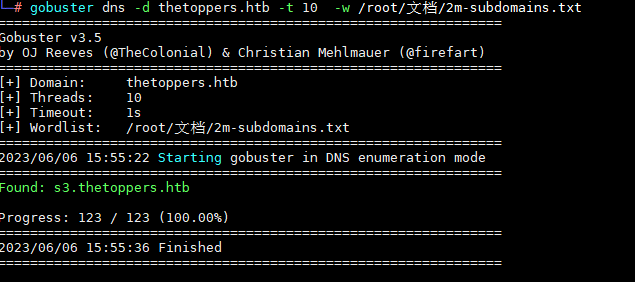 └─# gobuster dns -d thetoppers.htb -t 10  -w /root/文档/2m-subdomains.txt
===============================================================
Gobuster v3.5
by OJ Reeves (@TheColonial) & Christian Mehlmauer (@firefart)
===============================================================
[+] Domain:     thetoppers.htb
[+] Threads:    10
[+] Timeout:    1s
[+] Wordlist:   /root/文档/2m-subdomains.txt
===============================================================
2023/06/06 15:55:22 Starting gobuster in DNS enumeration mode
===============================================================
Found: s3.thetoppers.htb
Progress: 123 / 123 (100.00%)
===============================================================
2023/06/06 15:55:36 Finished
===============================================================